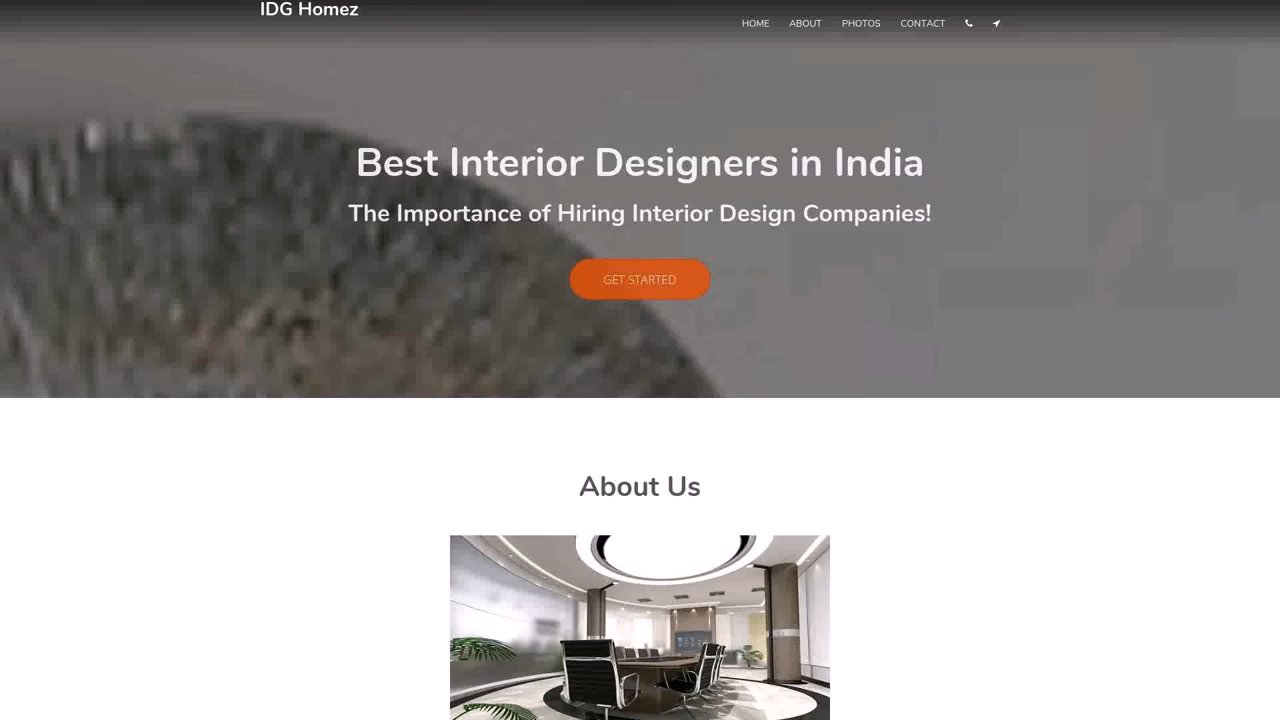 IDG Homez
HOME ABOUT PHOTOS CONTACT
Best Interior Designers in India
The Importance of Hiring Interior Design Companies!
GET STARTED
About Us